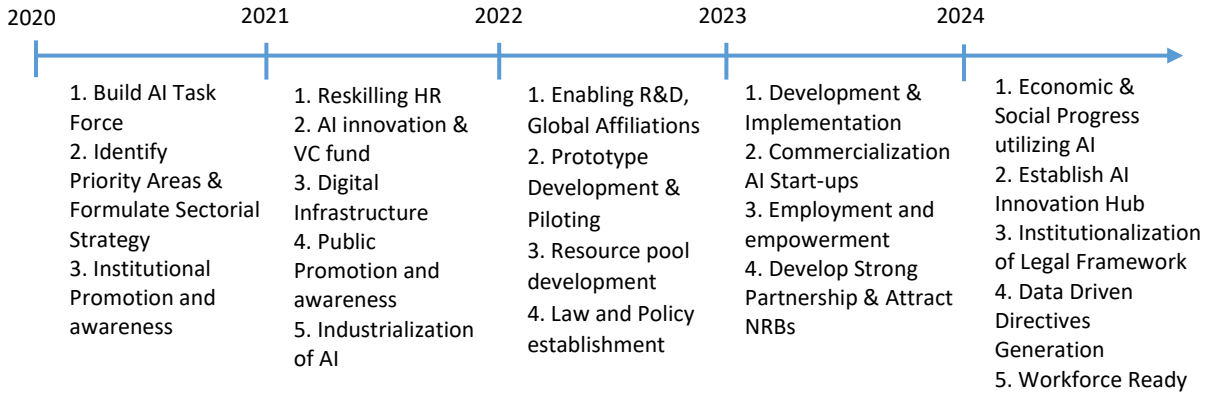 2020 2021 2022 2023 2024
1. Build AI Task
Force
2. Identify
Priority Areas &
Formulate Sectorial
Strategy
3. Institutional
Promotion and
awareness
1. Reskilling HR
2. AI innovation &
VC fund
3. Digital
Infrastructure
4. Public
Promotion and
awareness
5. Industrialization
of AI
1. Enabling R&D,
Global Affiliations
2. Prototype
Development &
Piloting
3. Resource pool
development
4. Law and Policy
establishment
1. Development &
Implementation
2. Commercialization
AI Start-ups
3. Employment and
empowerment
4. Develop Strong
Partnership & Attract
NRBs
1. Economic &
Social Progress
utilizing AI
2. Establish AI
Innovation Hub
3. Institutionalization
of Legal Framework
4. Data Driven
Directives
Generation
5. Workforce Ready